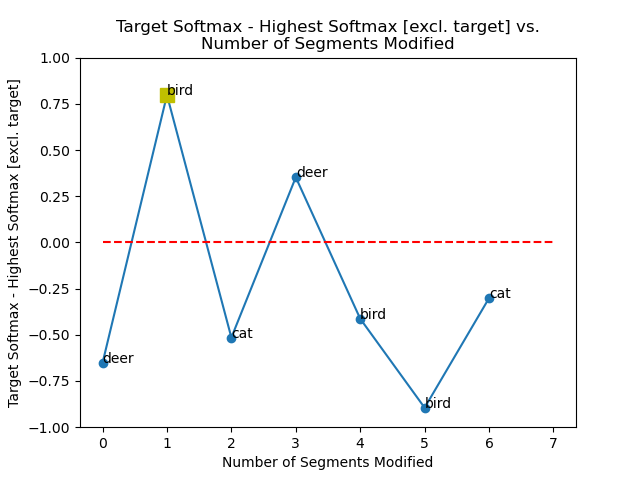 Target Softmax - Highest Softmax [excl. target] vs.
Number of Segments Modified
Target Softmax - Highest Softmax [excl. target]
1.00
0.75
0.50
0.25
0.00
−0.25
−0.50
−0.75
−1.00
bird
deer
cat
bird
cat
deer
bird
0 1 2 3 4 5 6 7
Number of Segments Modified